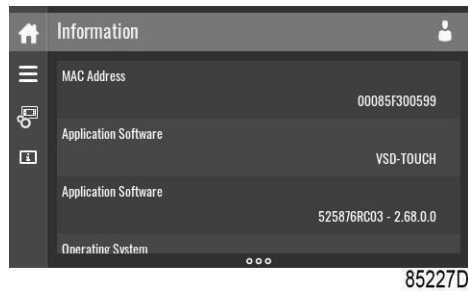 Information
MAC Address
00085F300599
Application Software
VSD-TOUCH
Application Software
525876RC03 - 2.68.0.0
Operating System
85227D